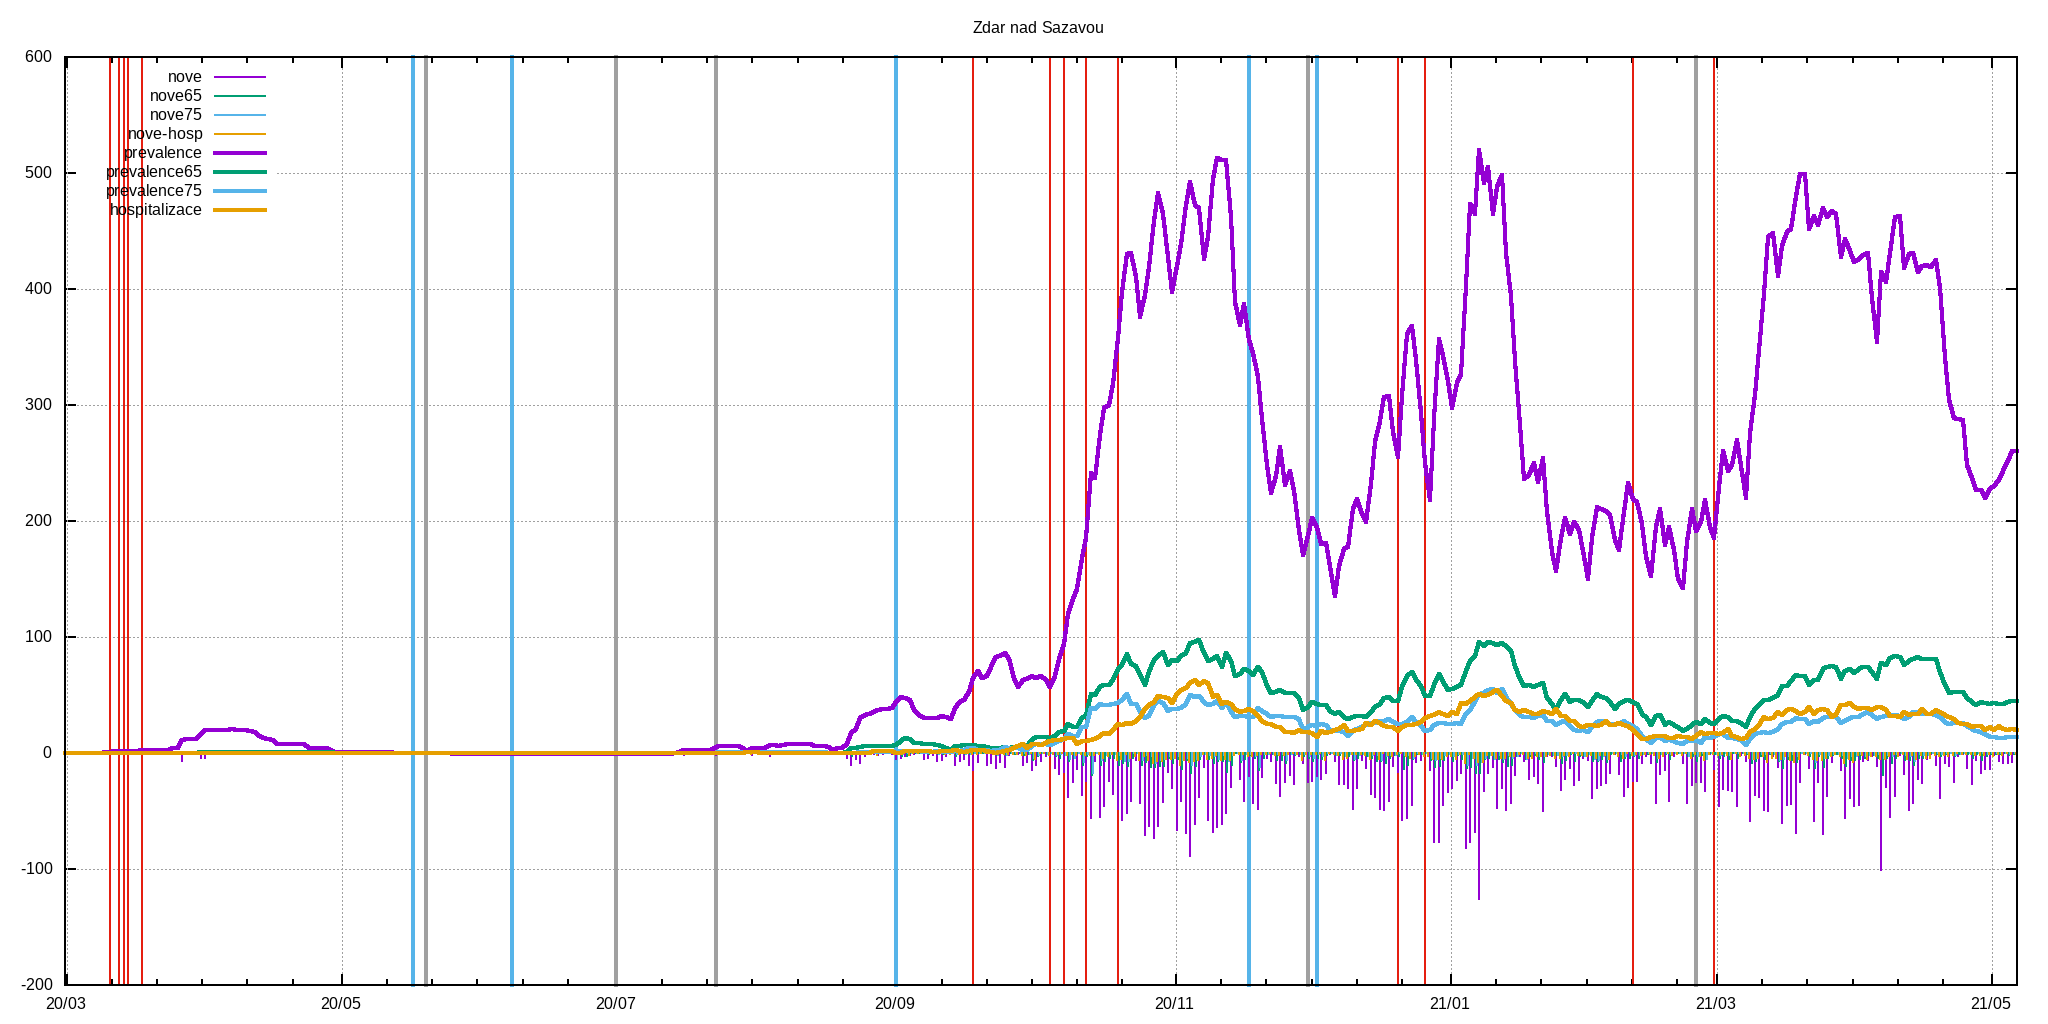 Zdar nad Sazavou
600
500
400
300
200
100
0
-100
-200
nove
nove65
nove75
nove-hosp
prevalence
prevalence65
prevalence75
hospitalizace
20/03
20/05
20/07
20/09
20/11
21/01
21/03
21/05